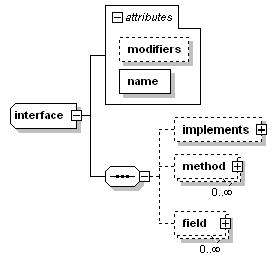 attributes
modifiers
name
interface
implements
method
0..∞
field
0..∞